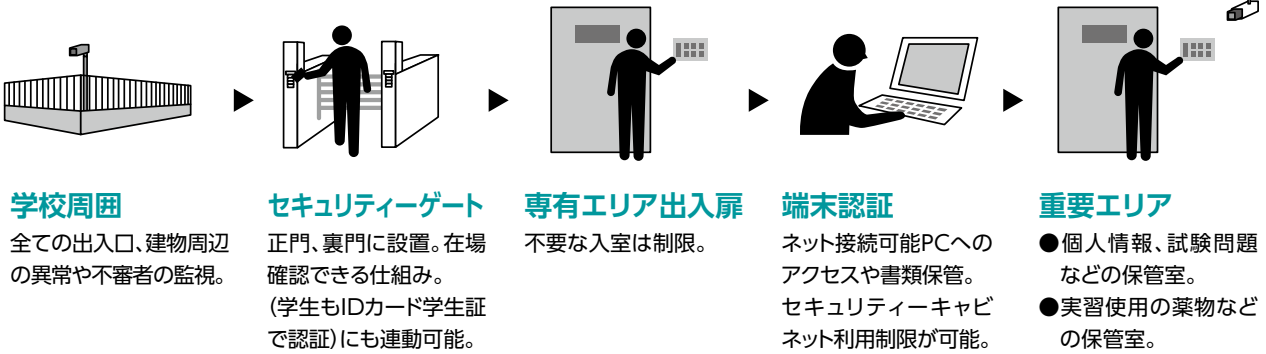 学校周囲
全ての出入口、建物周辺
の異常や不審者の監視。
セキュリティーゲート
正門、裏門に設置。在場
確認できる仕組み。
(学生もIDカード学生証
で認証)にも連動可能。
専有エリア出入扉
不要な入室は制限。
端末認証
ネット接続可能PCへの
アクセスや書類保管。
セキュリティーキャビ
ネット利用制限が可能。
重要エリア
●個人情報、試験問題
などの保管室。
●実習使用の薬物など
の保管室。